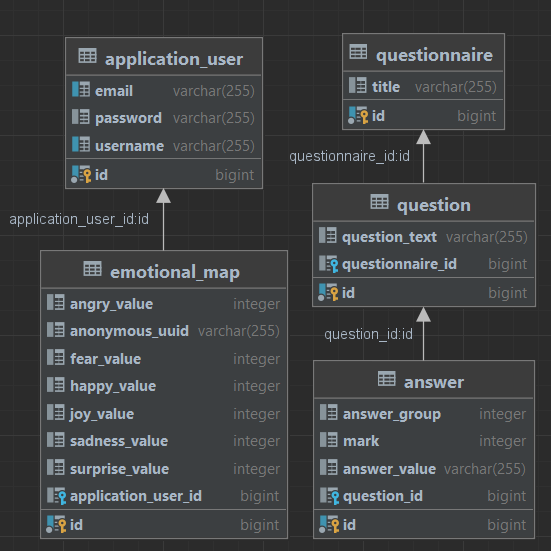 application_user
email varchar(255)
password varchar(255)
username varchar(255)
id bigint
questionnaire
title varchar(255)
id bigint
questionnaire_id:id
application_user_id:id
question
question_text varchar(255)
questionnaire_id bigint
id bigint
emotional_map
angry_value integer
anonymous_uuid varchar(255)
fear_value integer
happy_value integer
joy_value integer
sadness_value integer
surprise_value integer
application_user_id bigint
id bigint
question_id:id
answer
answer_group integer
mark integer
answer_value varchar(255)
question_id bigint
id bigint